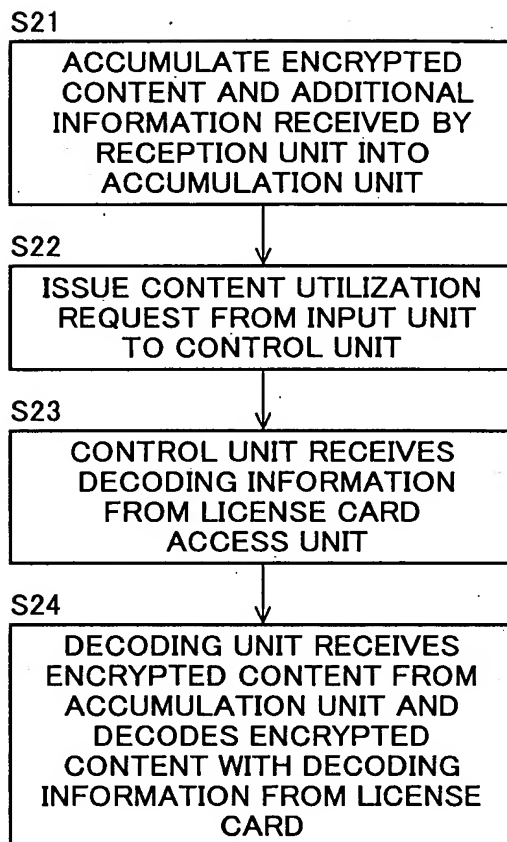 S21
ACCUMULATE ENCRYPTED
CONTENT AND ADDITIONAL
INFORMATION RECEIVED BY
RECEPTION UNIT INTO
ACCUMULATION UNIT
S22
ISSUE CONTENT UTILIZATION
REQUEST FROM INPUT UNIT
TO CONTROL UNIT
S23
CONTROL UNIT RECEIVES
DECODING INFORMATION
FROM LICENSE CARD
ACCESS UNIT
S24
DECODING UNIT RECEIVES
ENCRYPTED CONTENT FROM
ACCUMULATION UNIT AND
DECODES ENCRYPTED
CONTENT WITH DECODING
INFORMATION FROM LICENSE
CARD